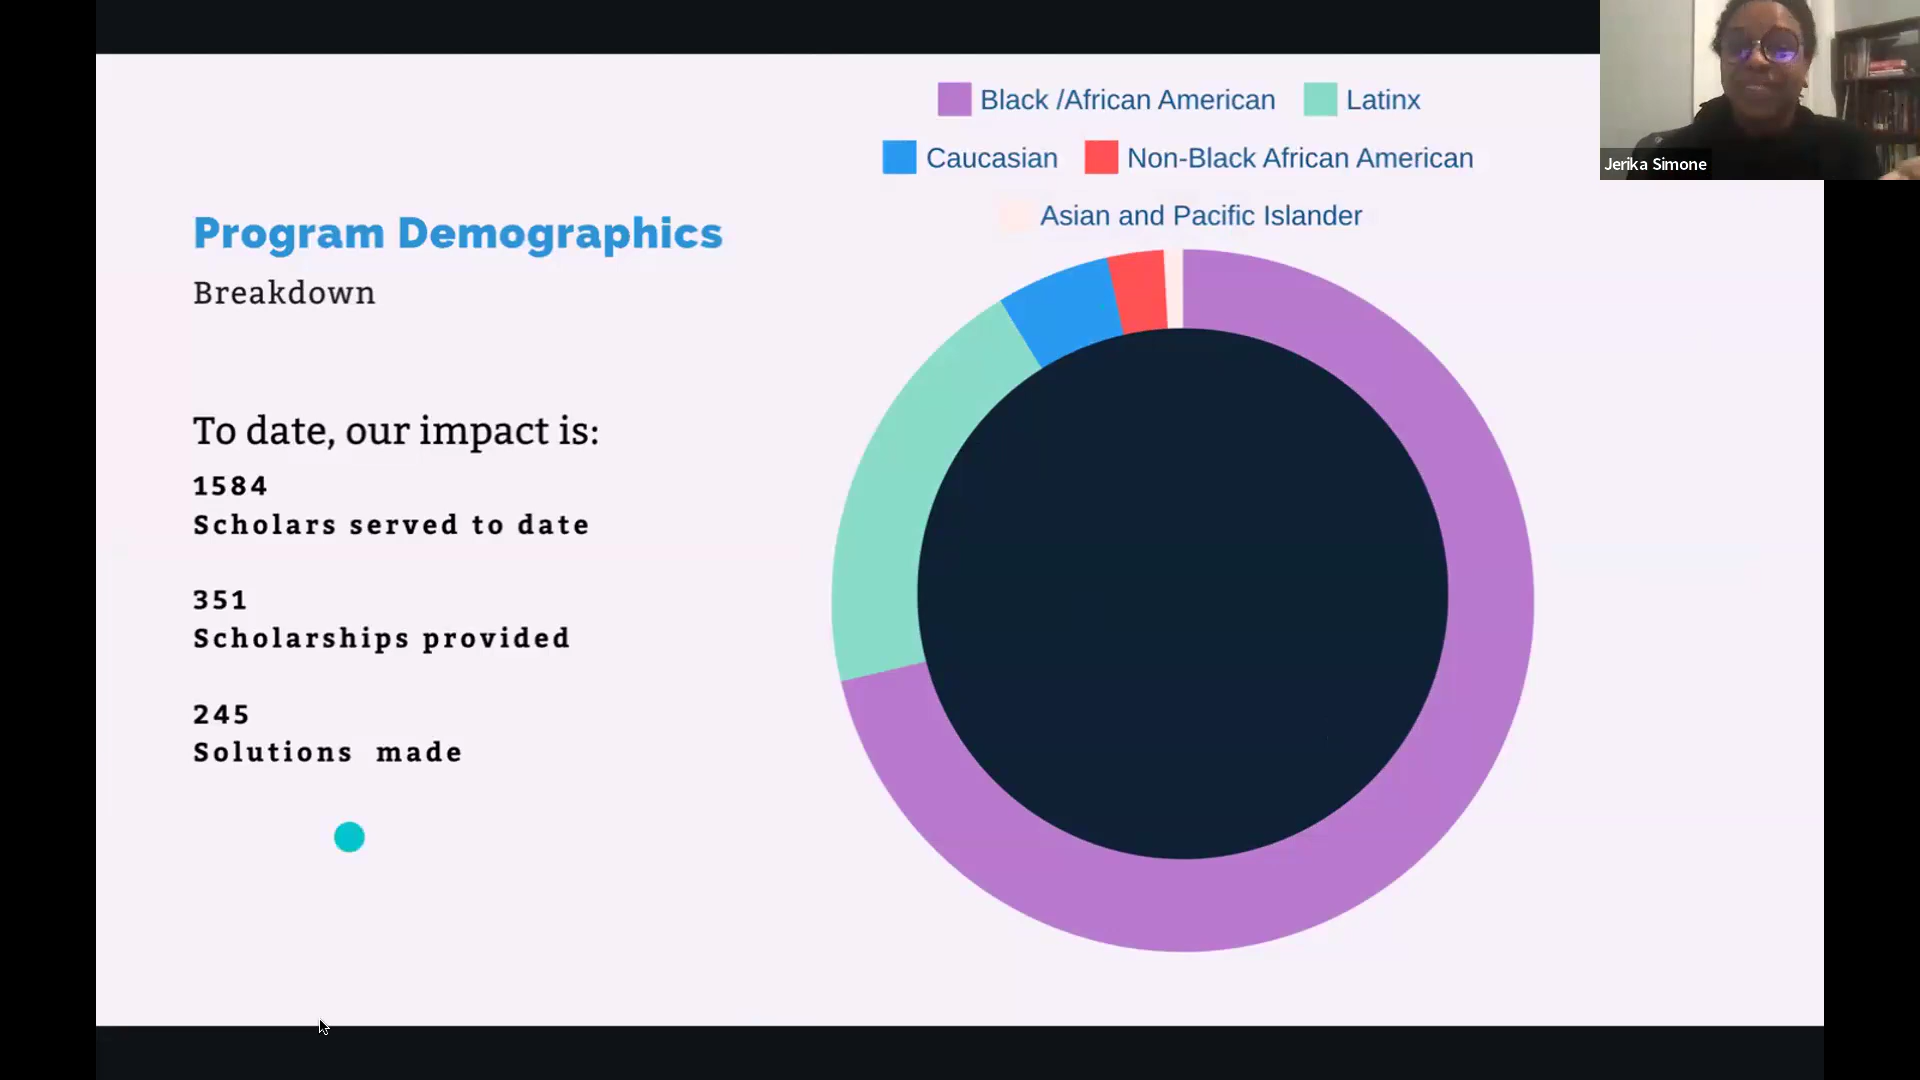 Black /African American
Latinx
Caucasian
Non-Black African American
Asian and Pacific Islander
Jerika Simone
Program Demographics
Breakdown
To date, our impact is:
1584
Scholars served to date
351
Scholarships provided
245
Solutions made